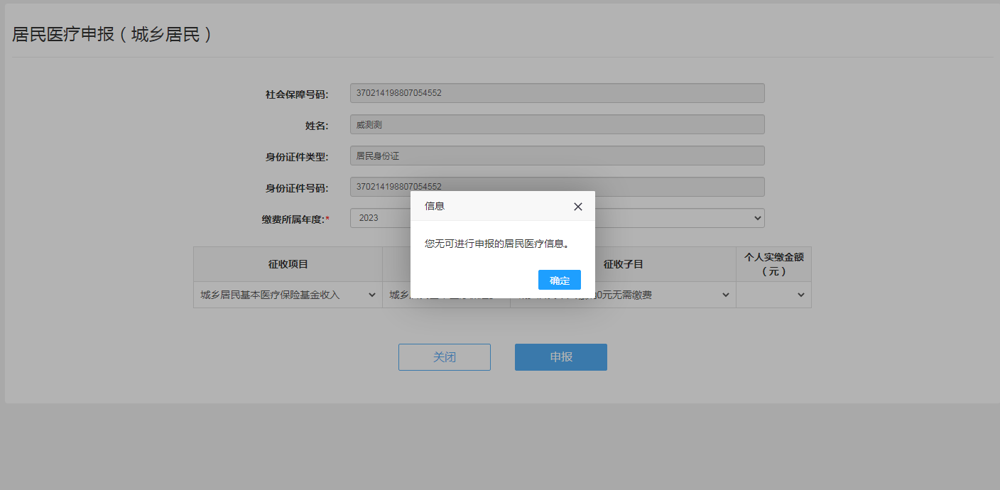 居民医疗申报（城乡居民）
社会保障号码: 370214198807054552
姓名: 威测测
身份证件类型: 居民身份证
身份证件号码: 370214198807054552
缴费所属年度:* 2023
信息
您无可进行申报的居民医疗信息。
确定
征收项目 征收子目 个人实缴金额
（元）
城乡居民基本医疗保险基金收入 城乡 0元无需缴费
关闭 申报